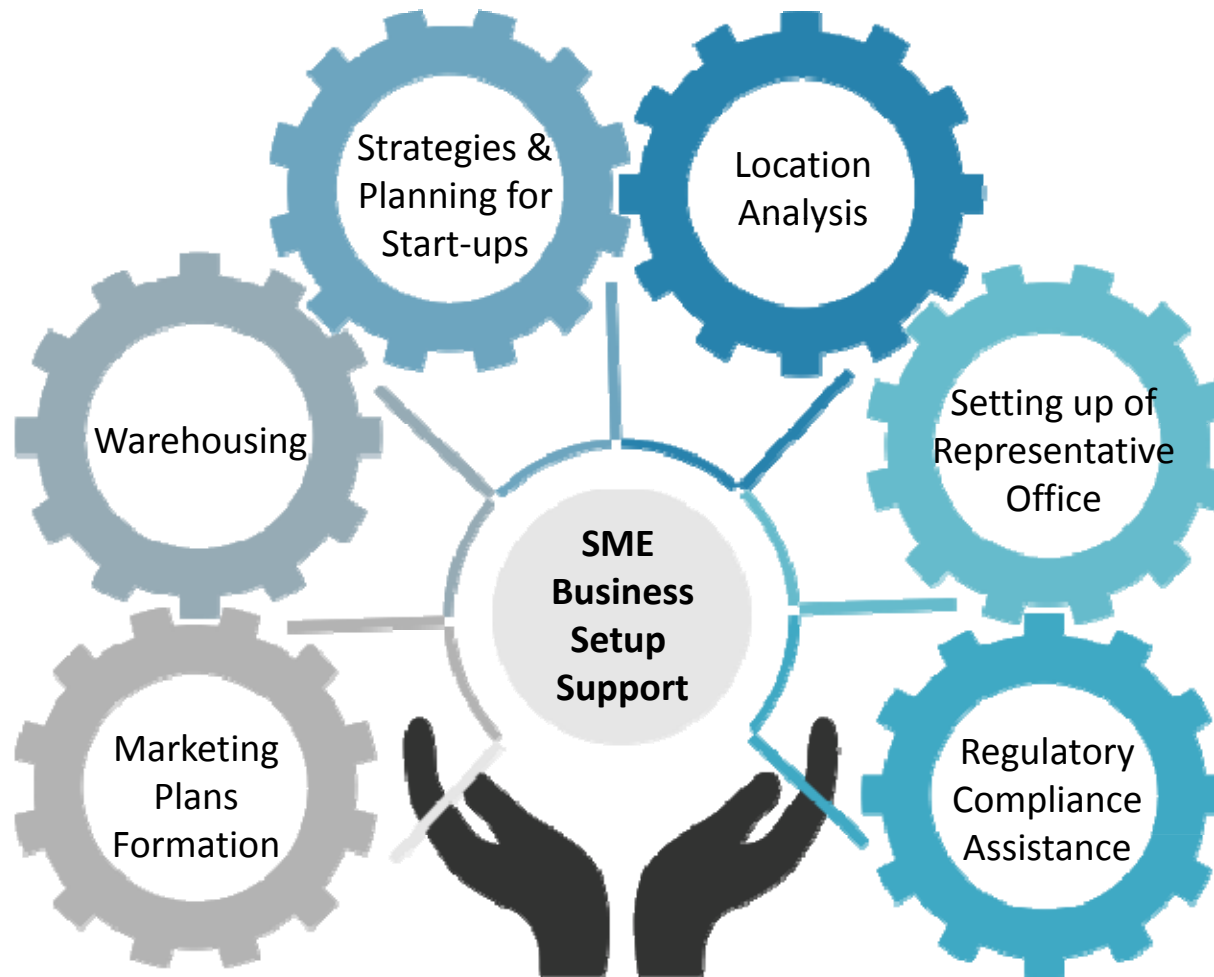 Strategies &
Planning for
Start-ups
Location
Analysis
Warehousing
Setting up of
Representative
Office
SME
Business
Setup
Support
Marketing
Plans
Formation
Regulatory
Compliance
Assistance